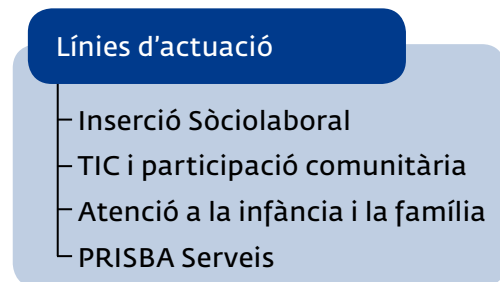 Línies d'actuació
Inserció Sòciolaboral
TIC i participació comunitària
Atenció a la infància i la família
PRISBA Serveis